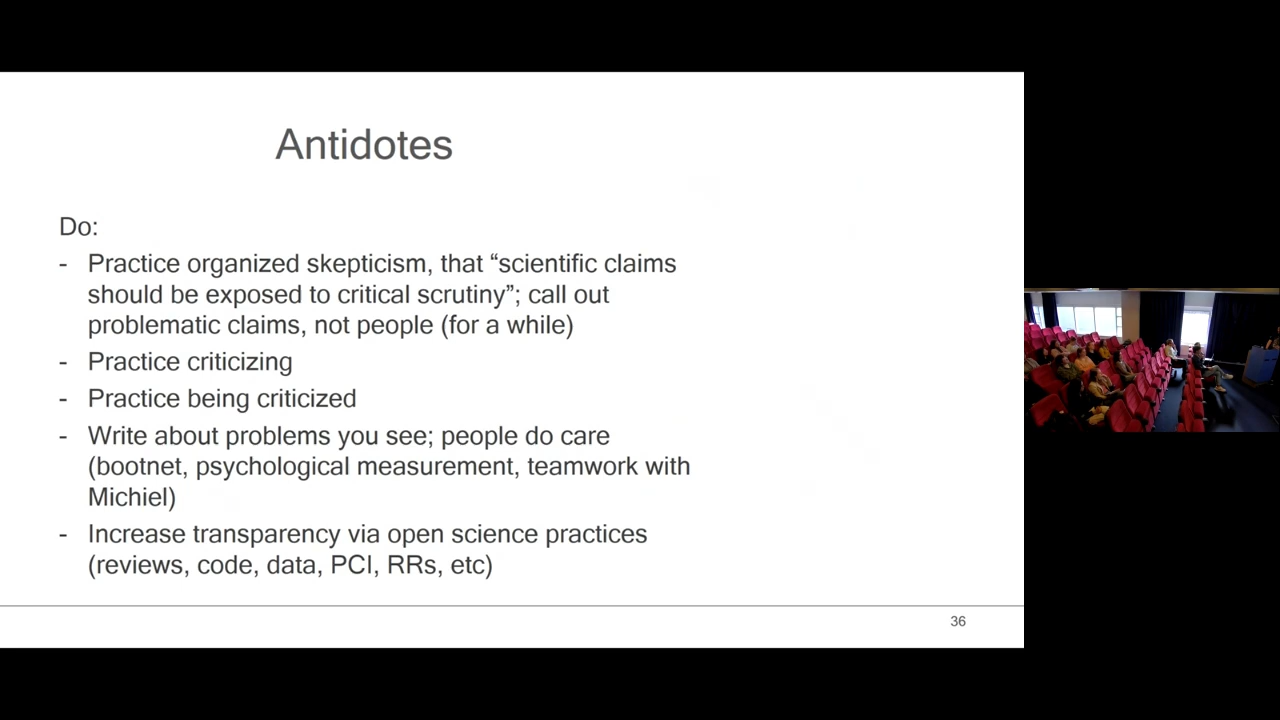 Antidotes
Do:
- Practice organized skepticism, that “scientific claims
should be exposed to critical scrutiny”; call out
problematic claims, not people (for a while)
- Practice criticizing
- Practice being criticized
- Write about problems you see; people do care
(bootnet, psychological measurement, teamwork with
Michiel)
- Increase transparency via open science practices
(reviews, code, data, PCI, RRs, etc)
36